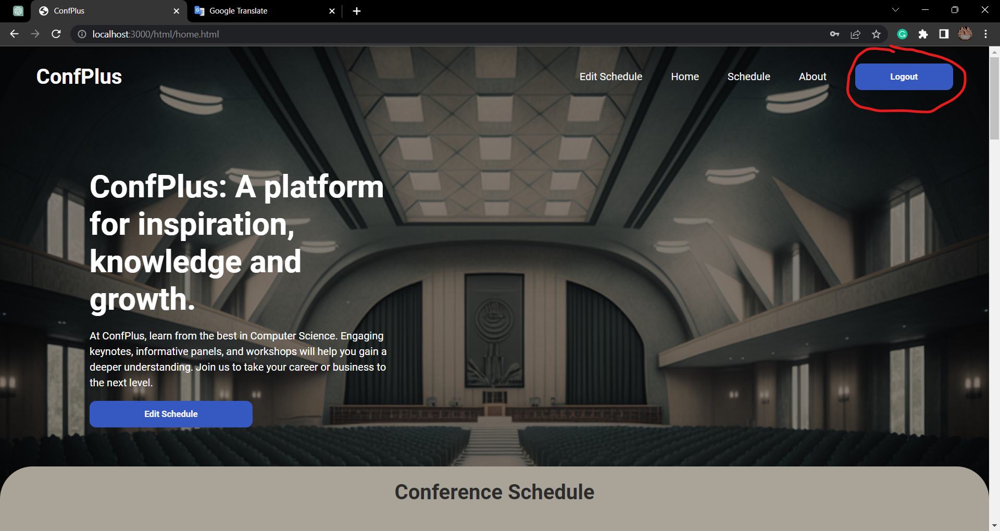 ConfPlus
Google Translate
localhost:3000/html/home.html
ConfPlus
Edit Schedule
Home
Schedule
About
Logout
ConfPlus: A platform
for inspiration,
knowledge and
growth.
At ConfPlus, learn from the best in Computer Science. Engaging
keynotes, informative panels, and workshops will help you gain a
deeper understanding. Join us to take your career or business to
the next level.
Edit Schedule
Conference Schedule